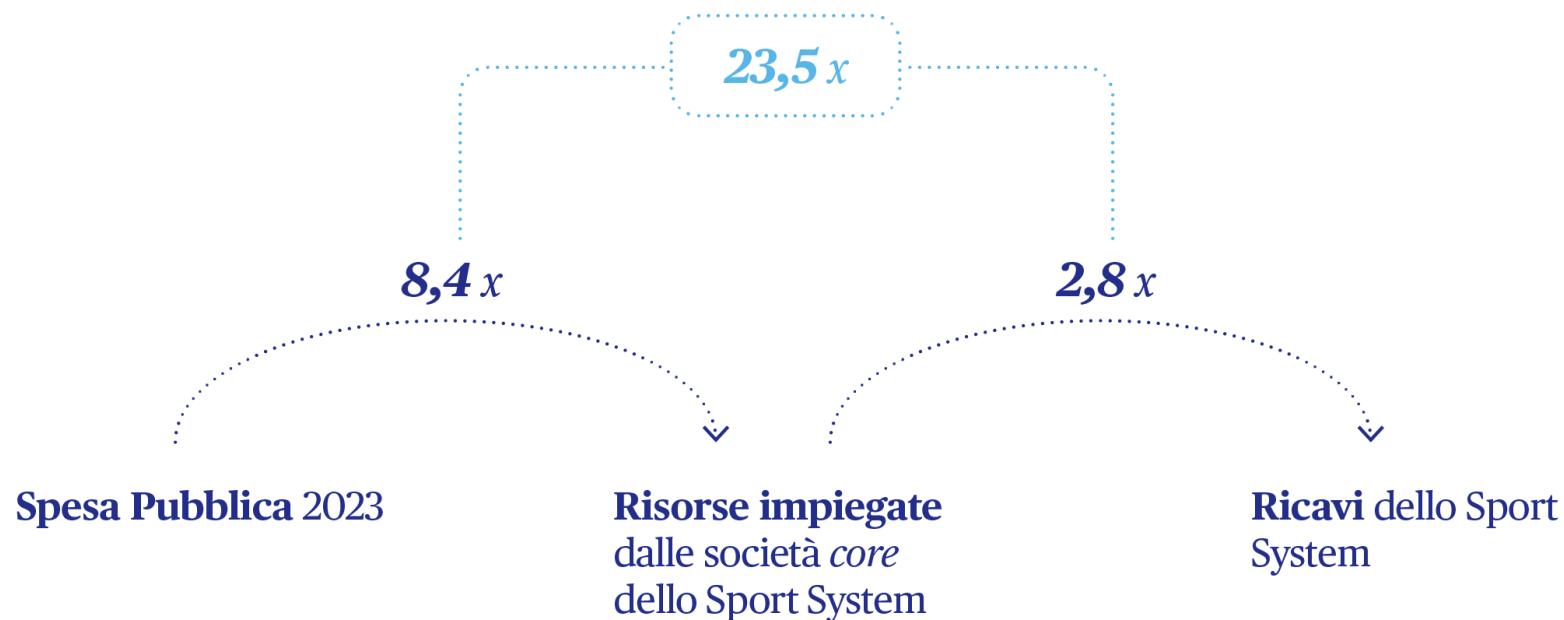 23,5 x
8,4 x
2,8 x
Spesa Pubblica 2023
Risorse impiegate
dalle società core
dello Sport System
Ricavi dello Sport
System